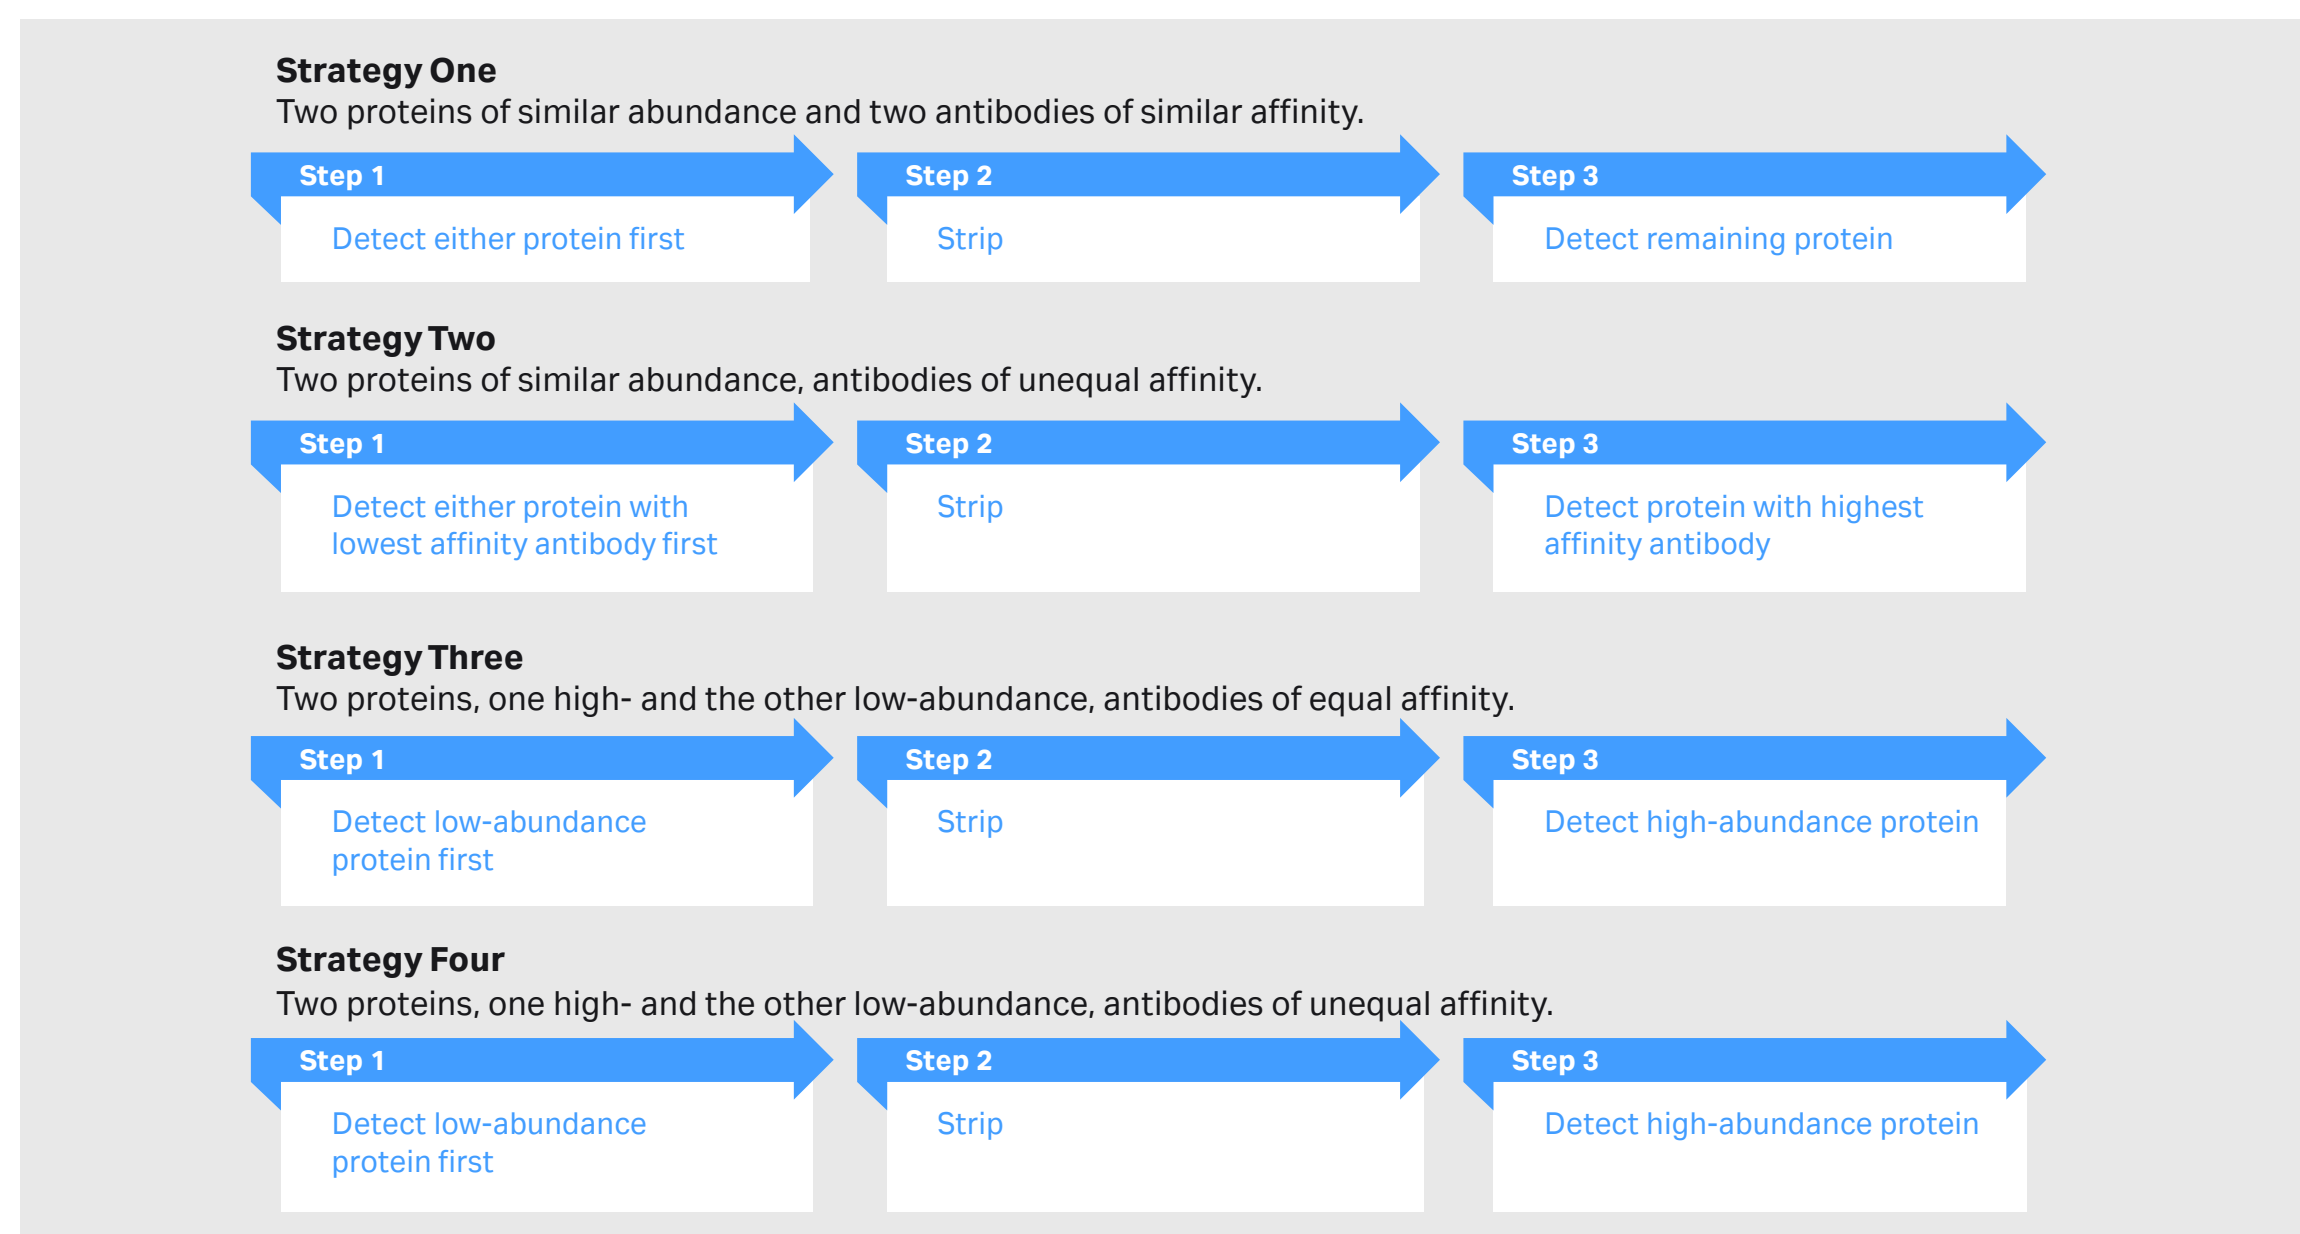 Strategy One
Two proteins of similar abundance and two antibodies of similar affinity.
Step 1
Step 2
Step 3
Detect either protein first
Strip
Detect remaining protein
Strategy Two
Two proteins of similar abundance, antibodies of unequal affinity.
Step 1
Step 2
Step 3
Detect either protein with
lowest affinity antibody first
Strip
Detect protein with highest
affinity antibody
Strategy Three
Two proteins, one high- and the other low-abundance, antibodies of equal affinity.
Step 1
Step 2
Step 3
Detect low-abundance
protein first
Strip
Detect high-abundance protein
Strategy Four
Two proteins, one high- and the other low-abundance, antibodies of unequal affinity.
Step 1
Step 2
Step 3
Detect low-abundance
protein first
Strip
Detect high-abundance protein